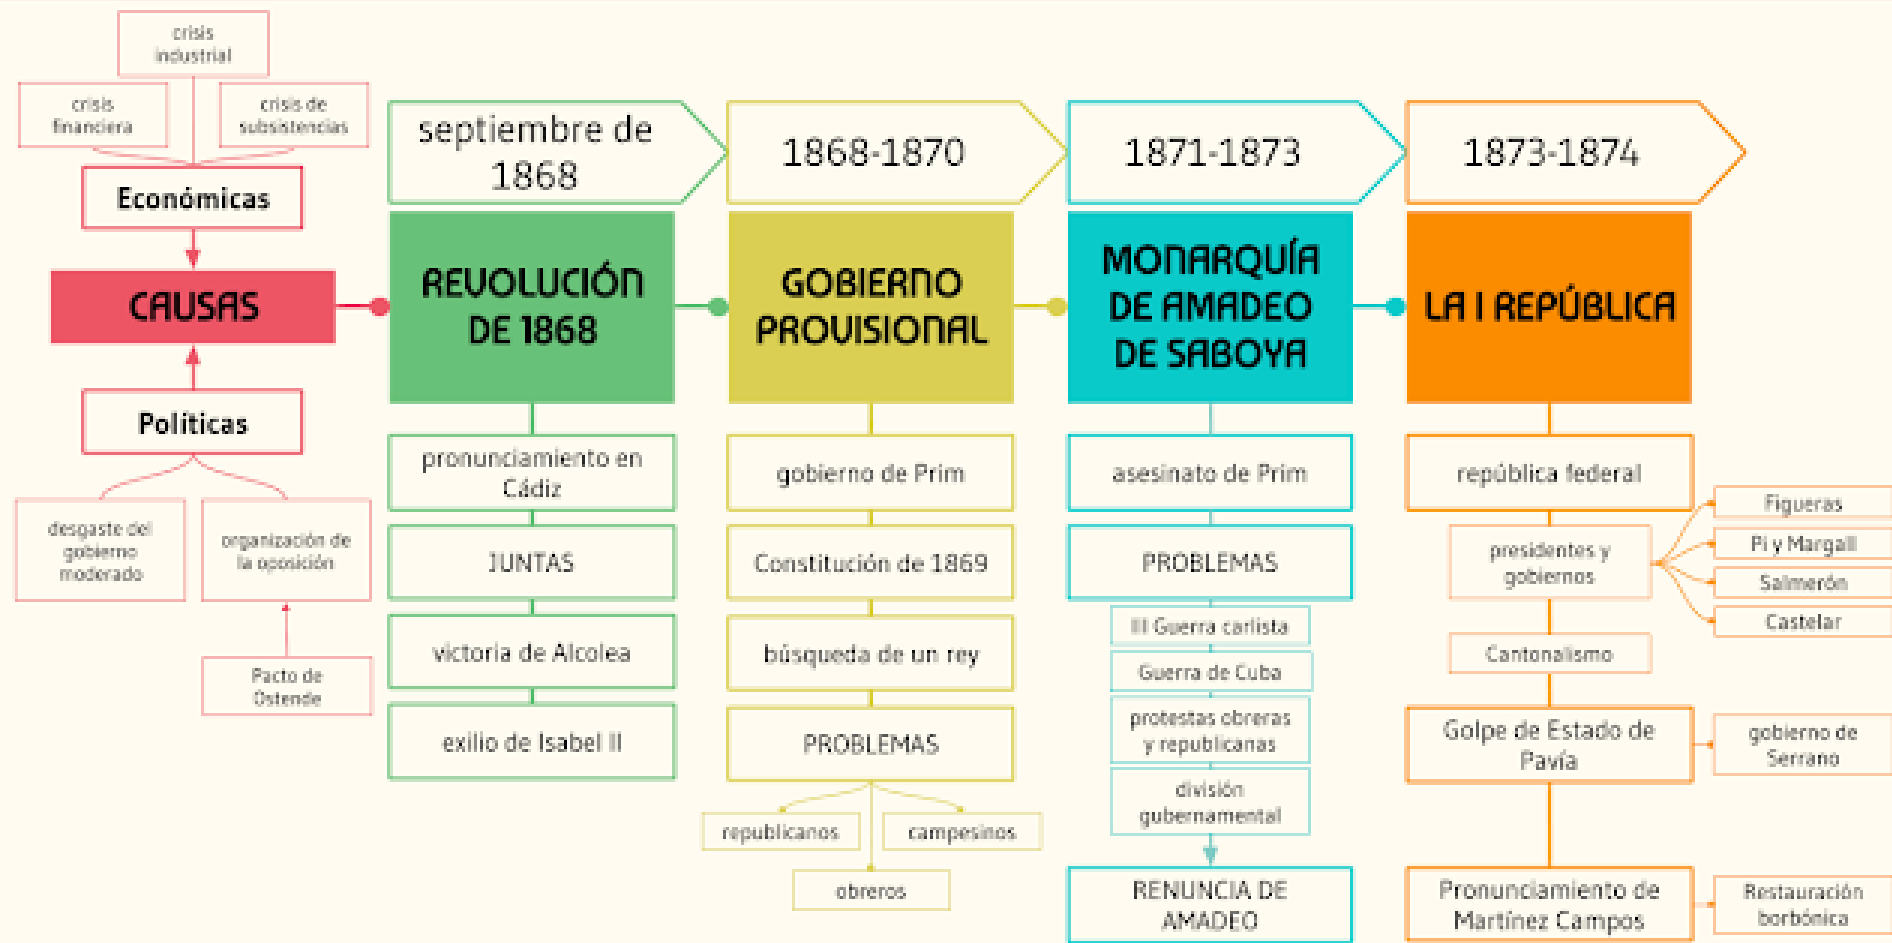 crisis
industrial
crisis
financiera
crisis de
subsistencias
Económicas
CAUSAS
Políticas
desgaste del
gobierno
moderado
organización de
la oposición
Pacto de
Ostende
septiembre de
1868
REVOLUCIÓN
DE 1868
pronunciamiento en
Cádiz
JUNTAS
victoria de Alcolea
exilio de Isabel II
1868-1870
GOBIERNO
PROVISIONAL
gobierno de Prim
Constitución de 1869
búsqueda de un rey
PROBLEMAS
republicanos
campesinos
obreros
1871-1873
MONARQUÍA
DE AMADEO
DE SABOYA
asesinato de Prim
PROBLEMAS
III Guerra carlista
Guerra de Cuba
protestas obreras
y republicanas
división
gubernamental
RENUNCIA DE
AMADEO
1873-1874
LA I REPÚBLICA
república federal
presidentes y
gobiernos
Figueras
Pi y Margall
Salmerón
Castelar
Cantonalismo
Golpe de Estado de
Pavía
gobierno de
Serrano
Pronunciamiento de
Martínez Campos
Restauración
borbónica